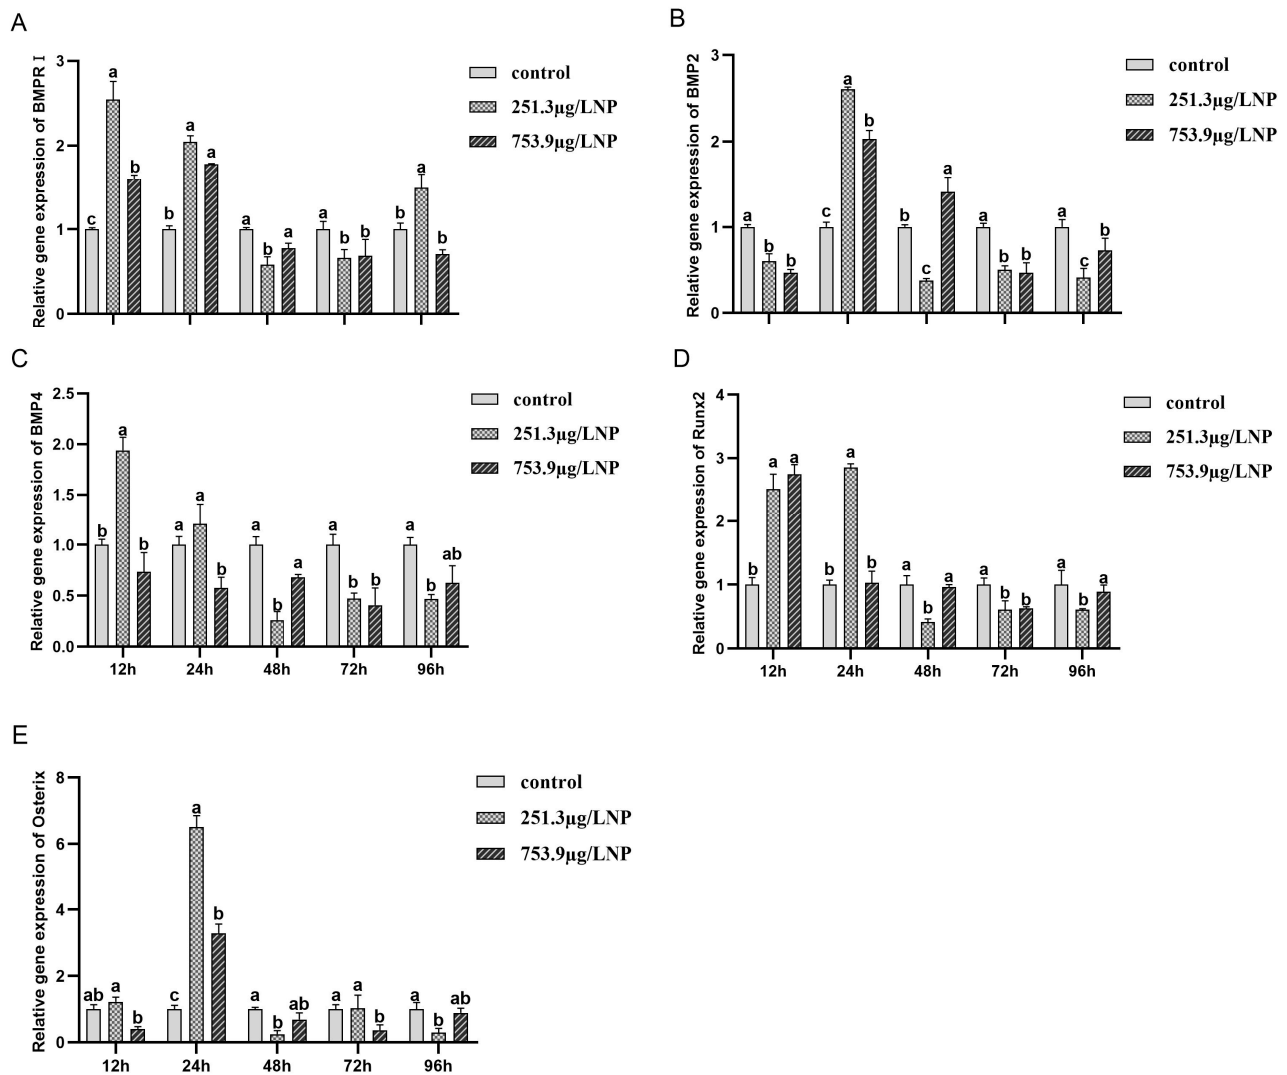 A
Relative gene expression of BMPR I
3
2
1
0
c a b
b a a
a b a
a b b
b a b
control
251.3μg/LNP
753.9μg/LNP
B
Relative gene expression of BMP2
3
2
1
0
a b b
c a b
b c a
a b b
a c b
control
251.3μg/LNP
753.9μg/LNP
C
Relative gene expression of BMP4
2.5
2.0
1.5
1.0
0.5
0.0
b a b
a a b
a b a
a b b
a b ab
12h 24h 48h 72h 96h
control
251.3μg/LNP
753.9μg/LNP
D
Relative gene expression of Runx2
4
3
2
1
0
b a a
b a b
a b a
a b b
a b a
12h 24h 48h 72h 96h
control
251.3μg/LNP
753.9μg/LNP
E
Relative gene expression of Osterix
8
6
4
2
0
ab a b
c a b
a b ab
a a b
a b ab
12h 24h 48h 72h 96h
control
251.3μg/LNP
753.9μg/LNP